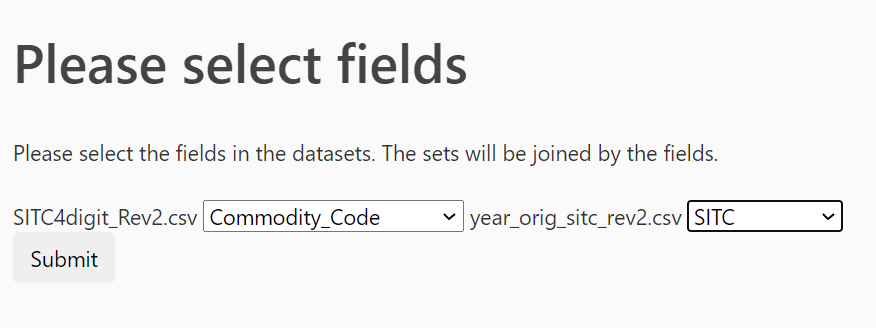 Please select fields
Please select the fields in the datasets. The sets will be joined by the fields.
SITC4digit_Rev2.csv Commodity_Code year_orig_sitc_rev2.csv SITC
Submit